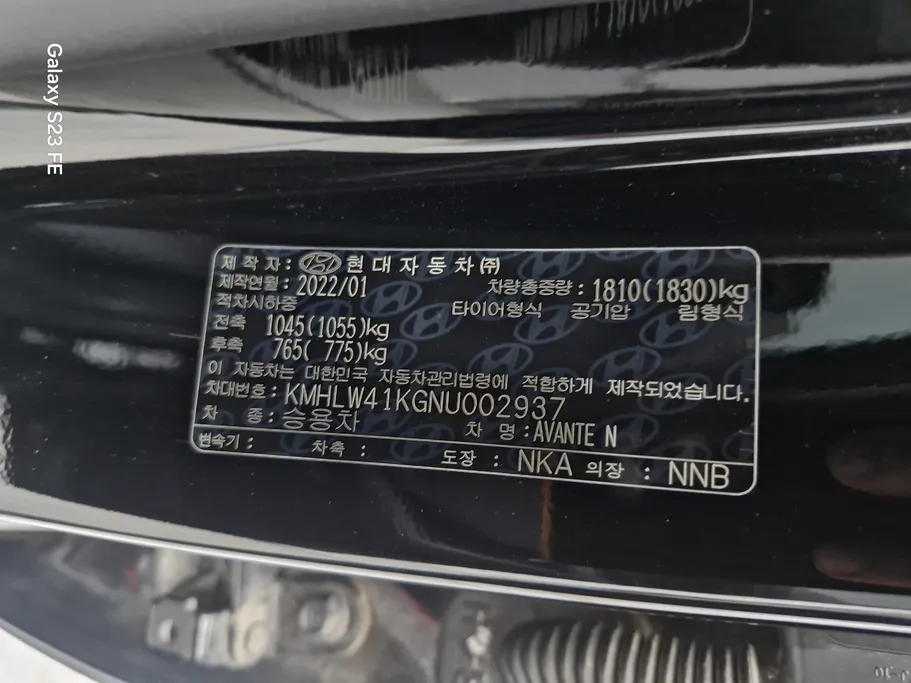 Galaxy S23 FE
제 작 자 : 현대자동차㈜
제작연월 : 2022/01 차량총중량 : 1810(1830)kg
적차시하중 타이어형식 공기압 림형식
전축 1045(1055)kg
후축 765( 775)kg
이 자동차는 대한민국 자동차관리법령에 적합하게 제작되었습니다.
차대번호 : KMHLW41KGNU002937
차 종 : 승용차 차 명 : AVANTE N
변속기 : 차축 : 도장 : NKA 의장 : NNB